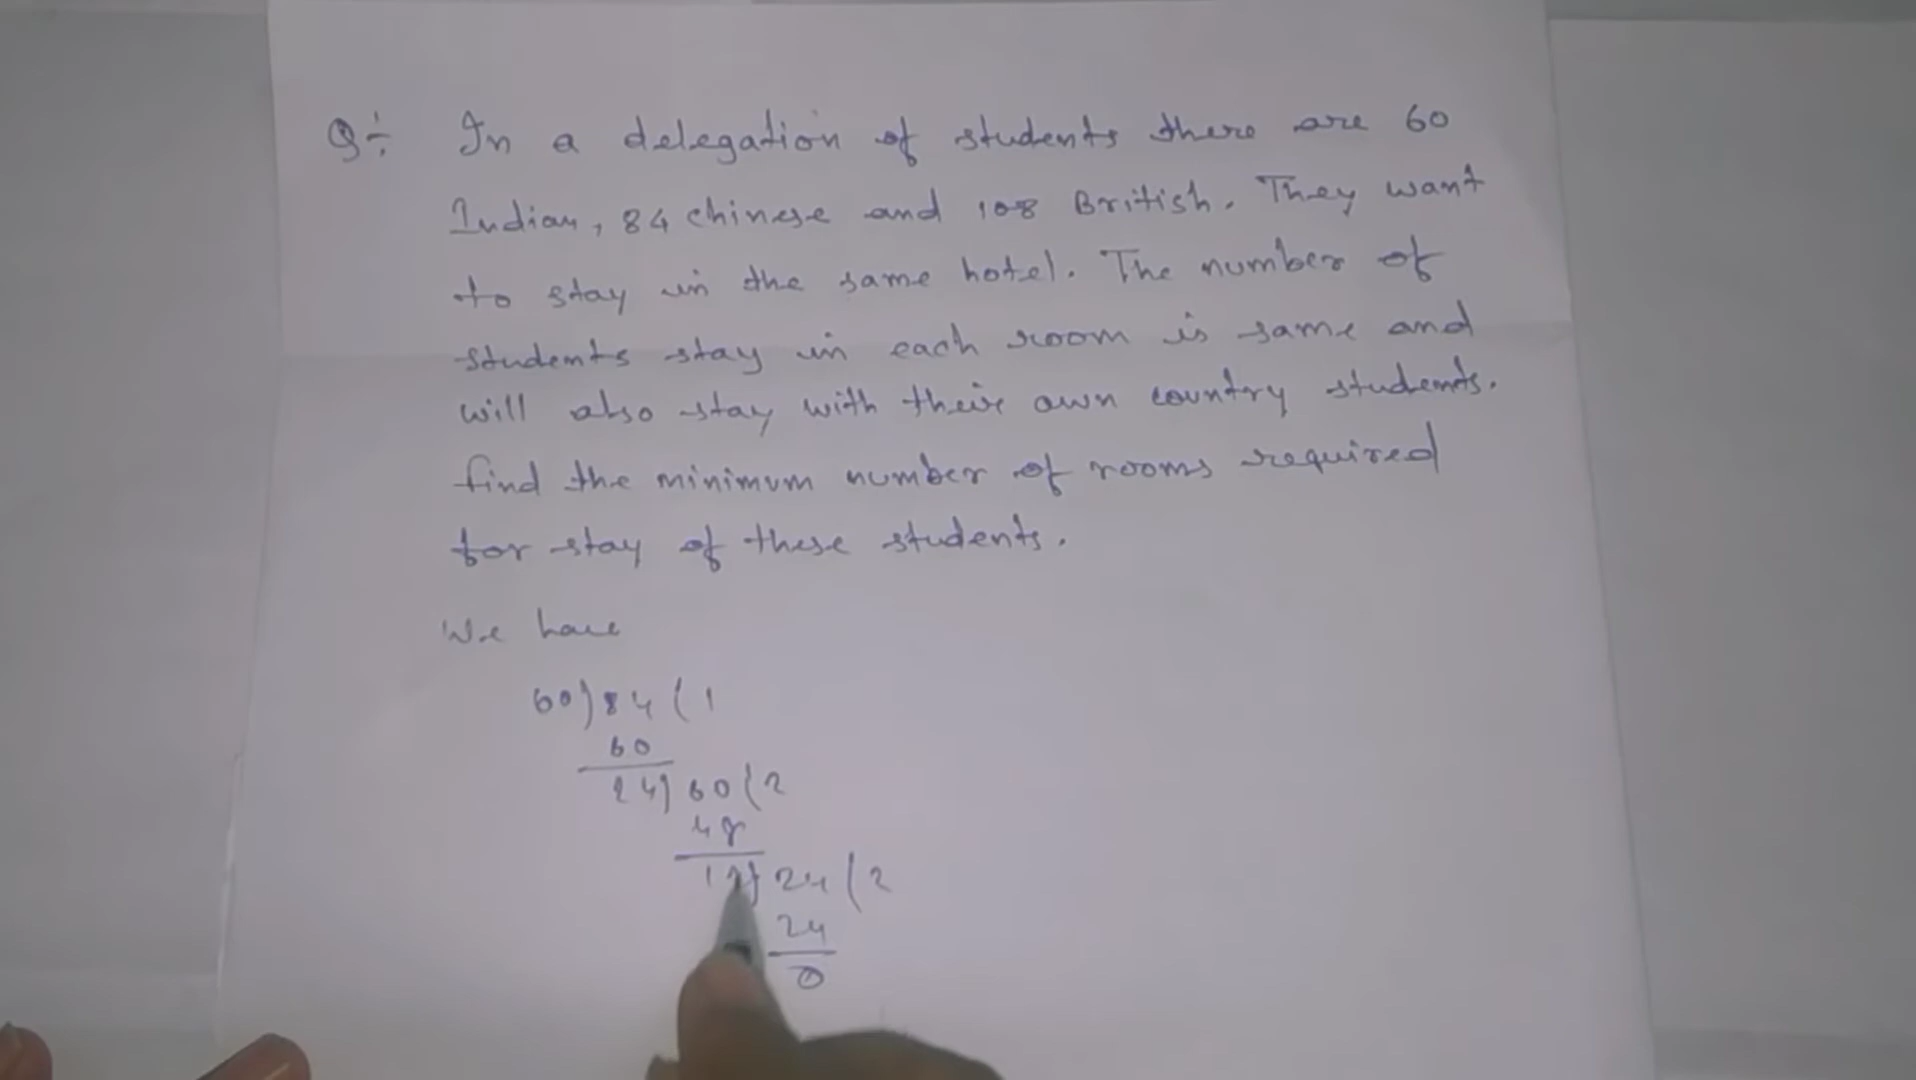 Q÷ In a delegation of students there are 60
Indian, 84 chinese and 108 British. They want
to stay in the same hotel. The number of
students stay in each room is same and
will also stay with their own country students.
find the minimum number of rooms required
for stay of these students.
We have
60)84(1
60
24)60(2
48
12)24(2
24
0